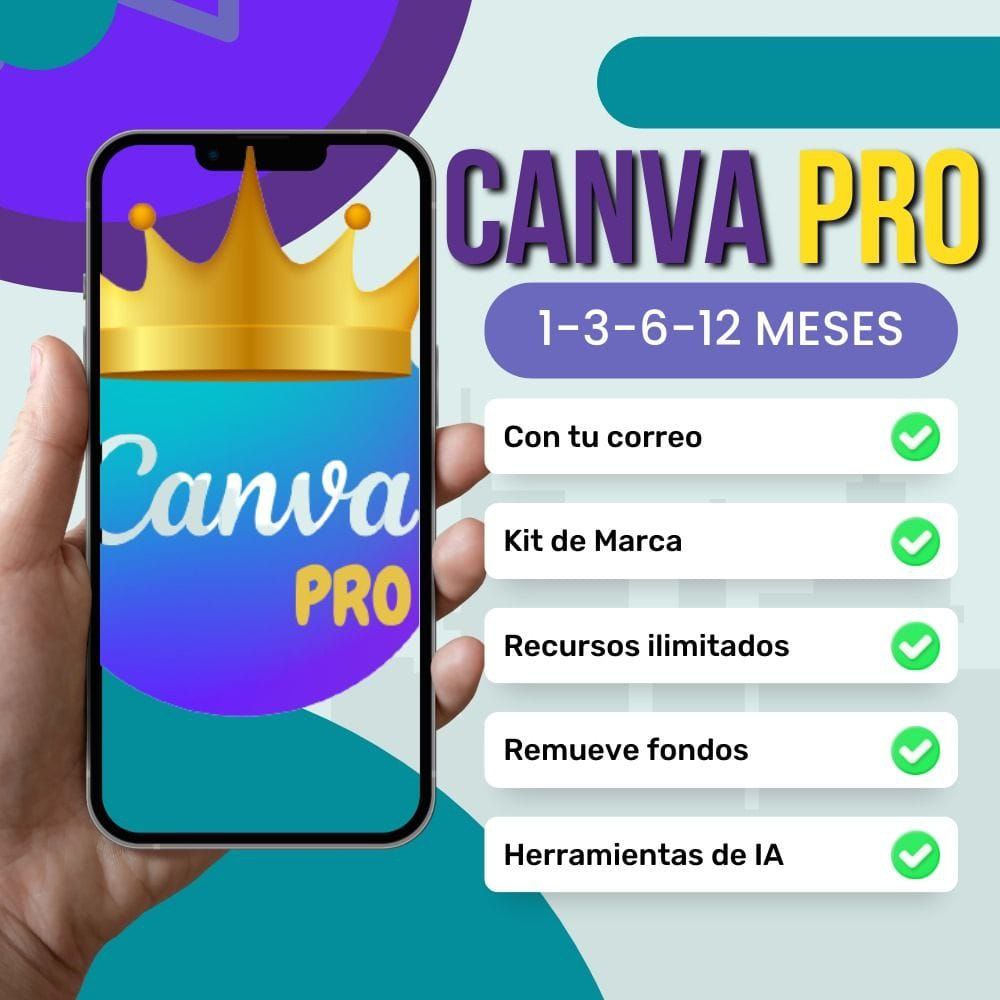 CANVA PRO
1-3-6-12 MESES
Canva
PRO
Con tu correo
Kit de Marca
Recursos ilimitados
Remueve fondos
Herramientas de IA